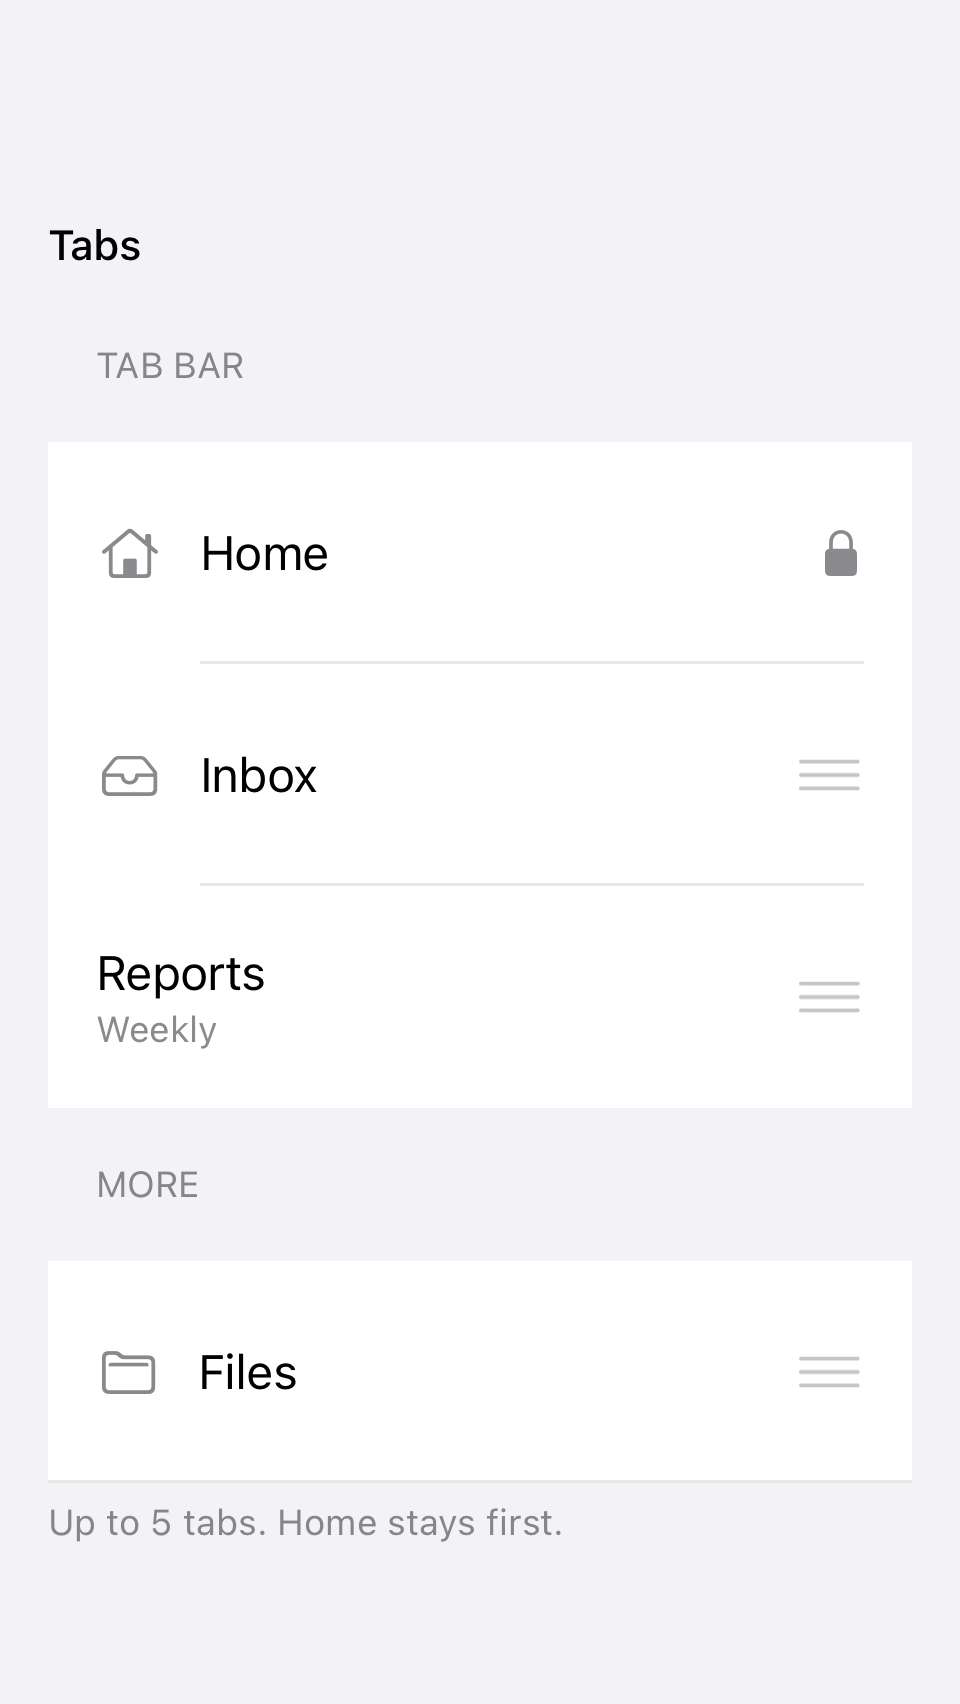 Tabs
TAB BAR
Home
Inbox
Reports
Weekly
MORE
Files
Up to 5 tabs. Home stays first.